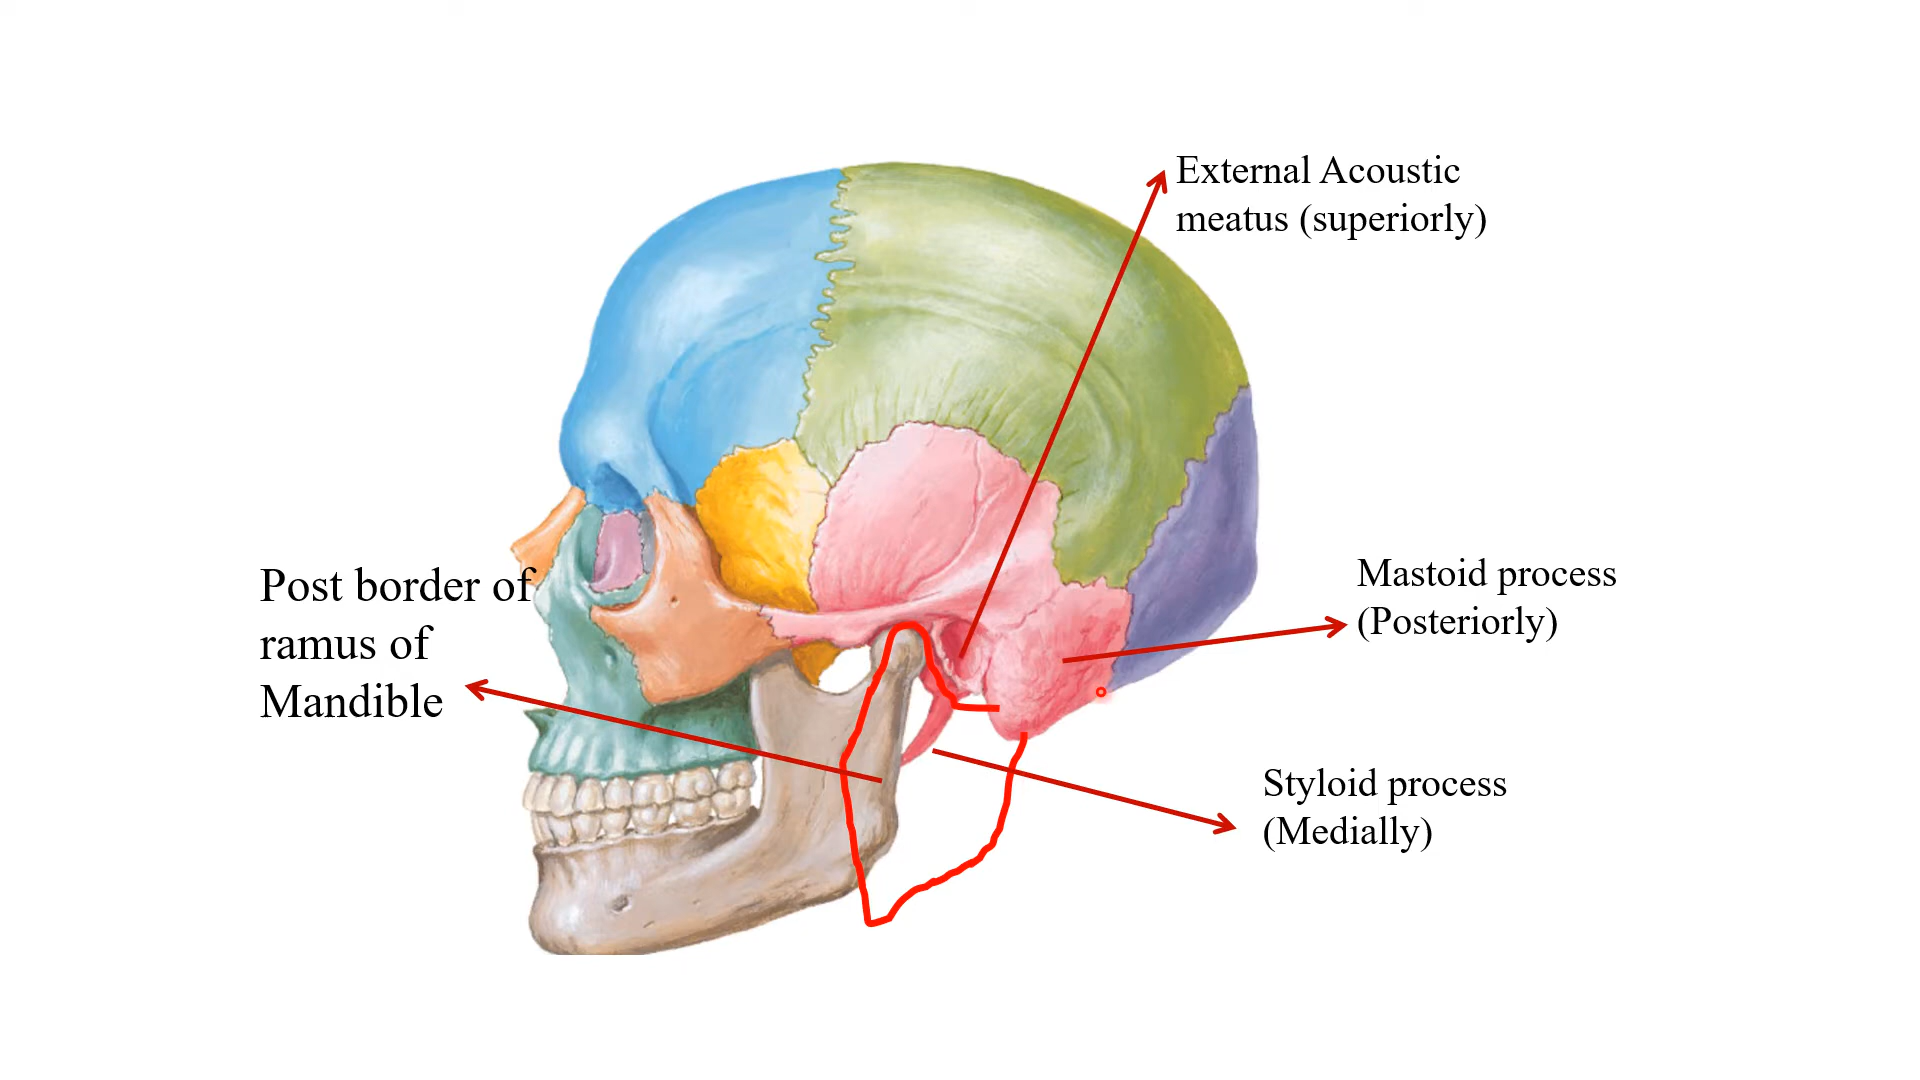 External Acoustic
meatus (superiorly)
Post border of
ramus of
Mandible
Mastoid process
(Posteriorly)
Styloid process
(Medially)